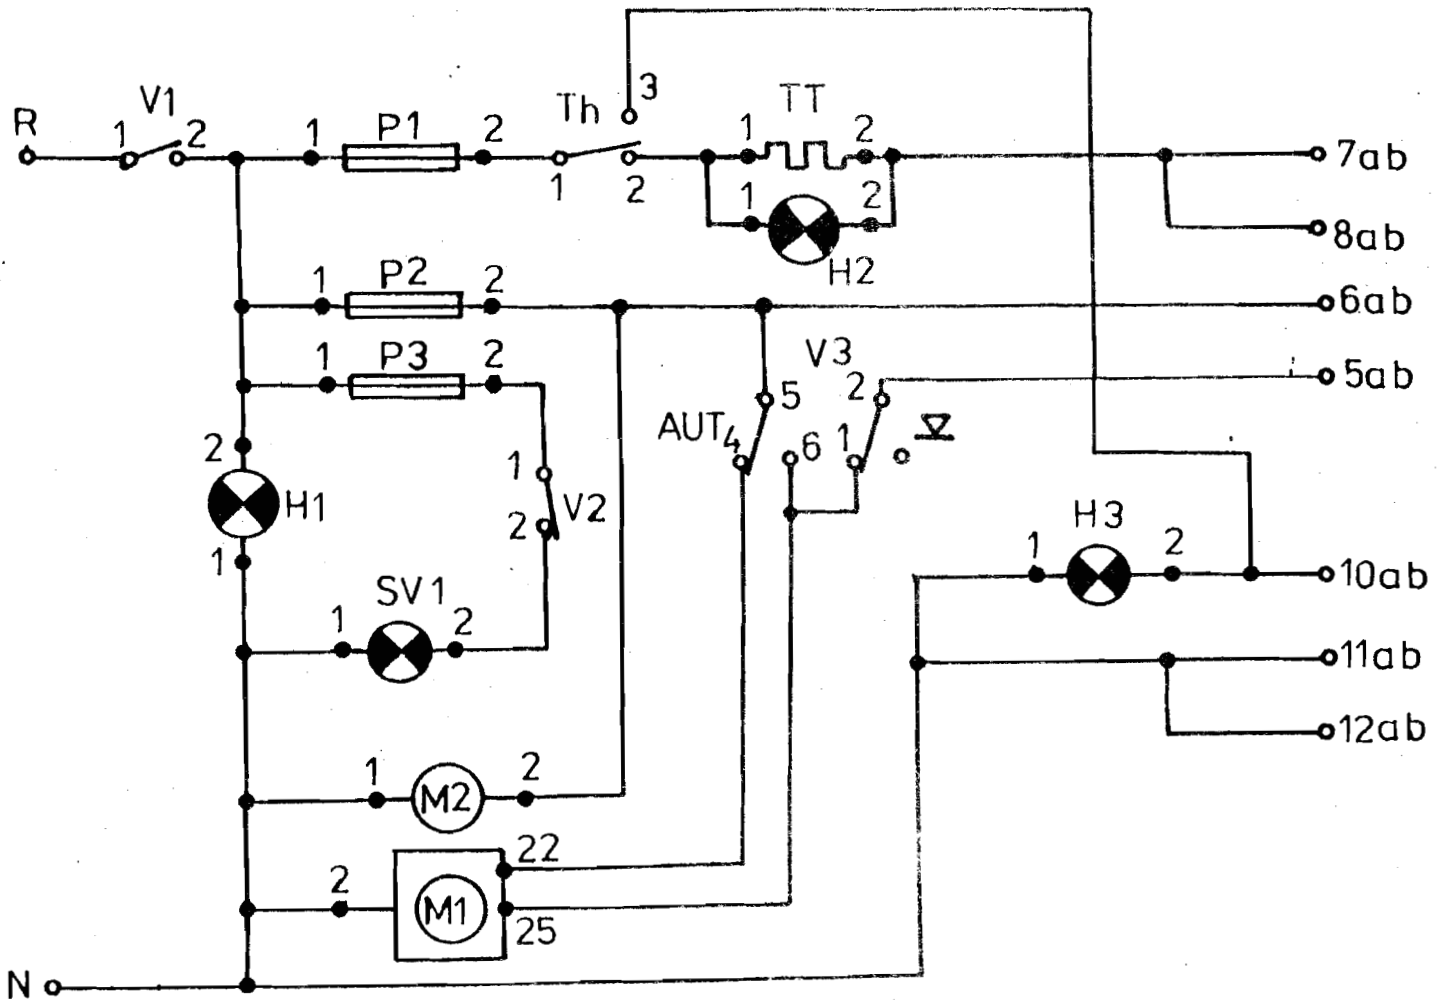 3
V1 Th TT
R 1 2 1 P1 2 1 2 7ab
1 2 1 2 8ab
H2
1 P2 2 6ab
1 P3 2 V3 2 5ab
AUT 4 5 6 1
2 H1 1 V2
2 H3
1 SV1 1 2 10ab
1 2 11ab
12ab
1 M2 2
22
2 M1
25
N